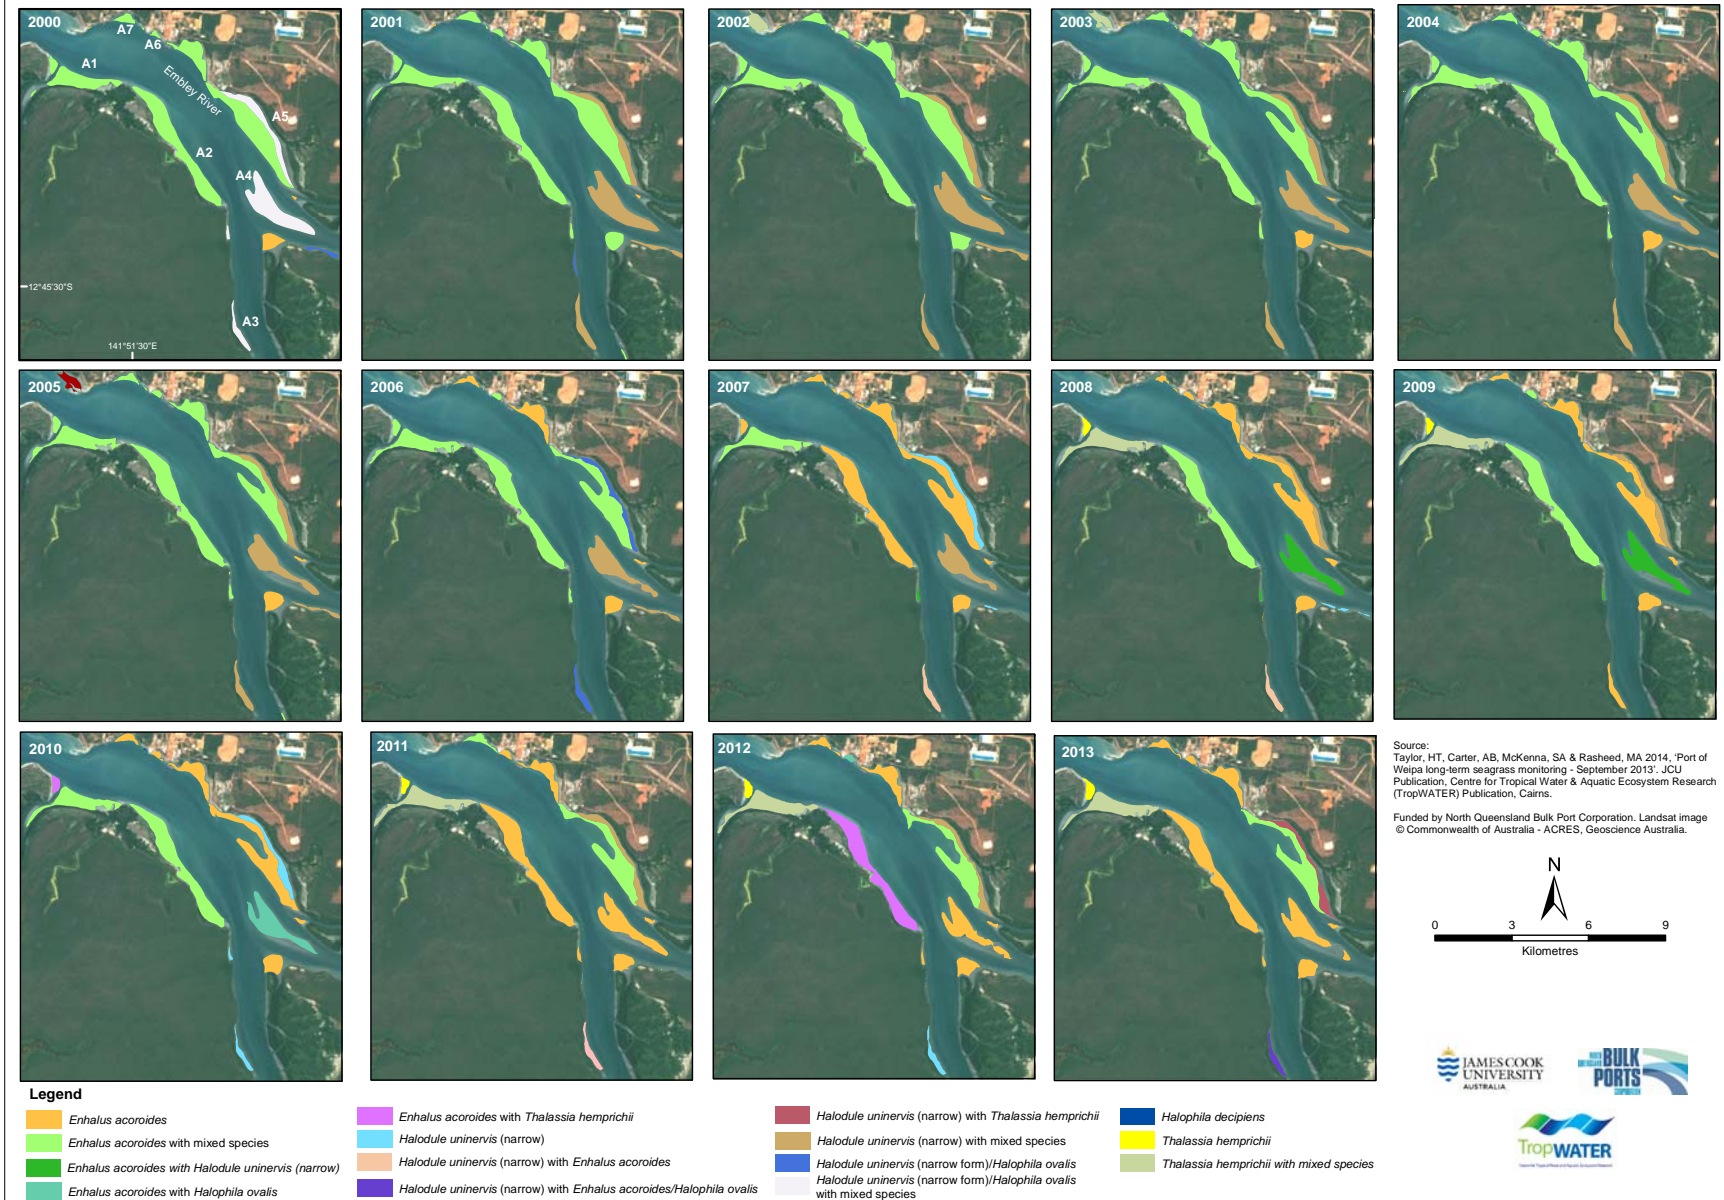 2000
A7
A6
A1
Embley River
A5
A2
A4
12°45'30"S
A3
141°51'30"E
2001
2002
2003
2004
2005
2006
2007
2008
2009
2010
2011
2012
2013
Source:
Taylor, HT, Carter, AB, McKenna, SA & Rasheed, MA 2014, 'Port of
Weipa long-term seagrass monitoring - September 2013'. JCU
Publication, Centre for Tropical Water & Aquatic Ecosystem Research
(TropWATER) Publication, Cairns.
Funded by North Queensland Bulk Port Corporation. Landsat image
© Commonwealth of Australia - ACRES, Geoscience Australia.
N
0 3 6 9
Kilometres
JAMES COOK
UNIVERSITY
AUSTRALIA
BULK
PORTS
TropWATER
Legend
Enhalus acoroides
Enhalus acoroides with mixed species
Enhalus acoroides with Halodule uninervis (narrow)
Enhalus acoroides with Halophila ovalis
Enhalus acoroides with Thalassia hemprichii
Halodule uninervis (narrow)
Halodule uninervis (narrow) with Enhalus acoroides
Halodule uninervis (narrow) with Enhalus acoroides/Halophila ovalis
Halodule uninervis (narrow) with Thalassia hemprichii
Halodule uninervis (narrow) with mixed species
Halodule uninervis (narrow form)/Halophila ovalis
Halodule uninervis (narrow form)/Halophila ovalis
with mixed species
Halophila decipiens
Thalassia hemprichii
Thalassia hemprichii with mixed species